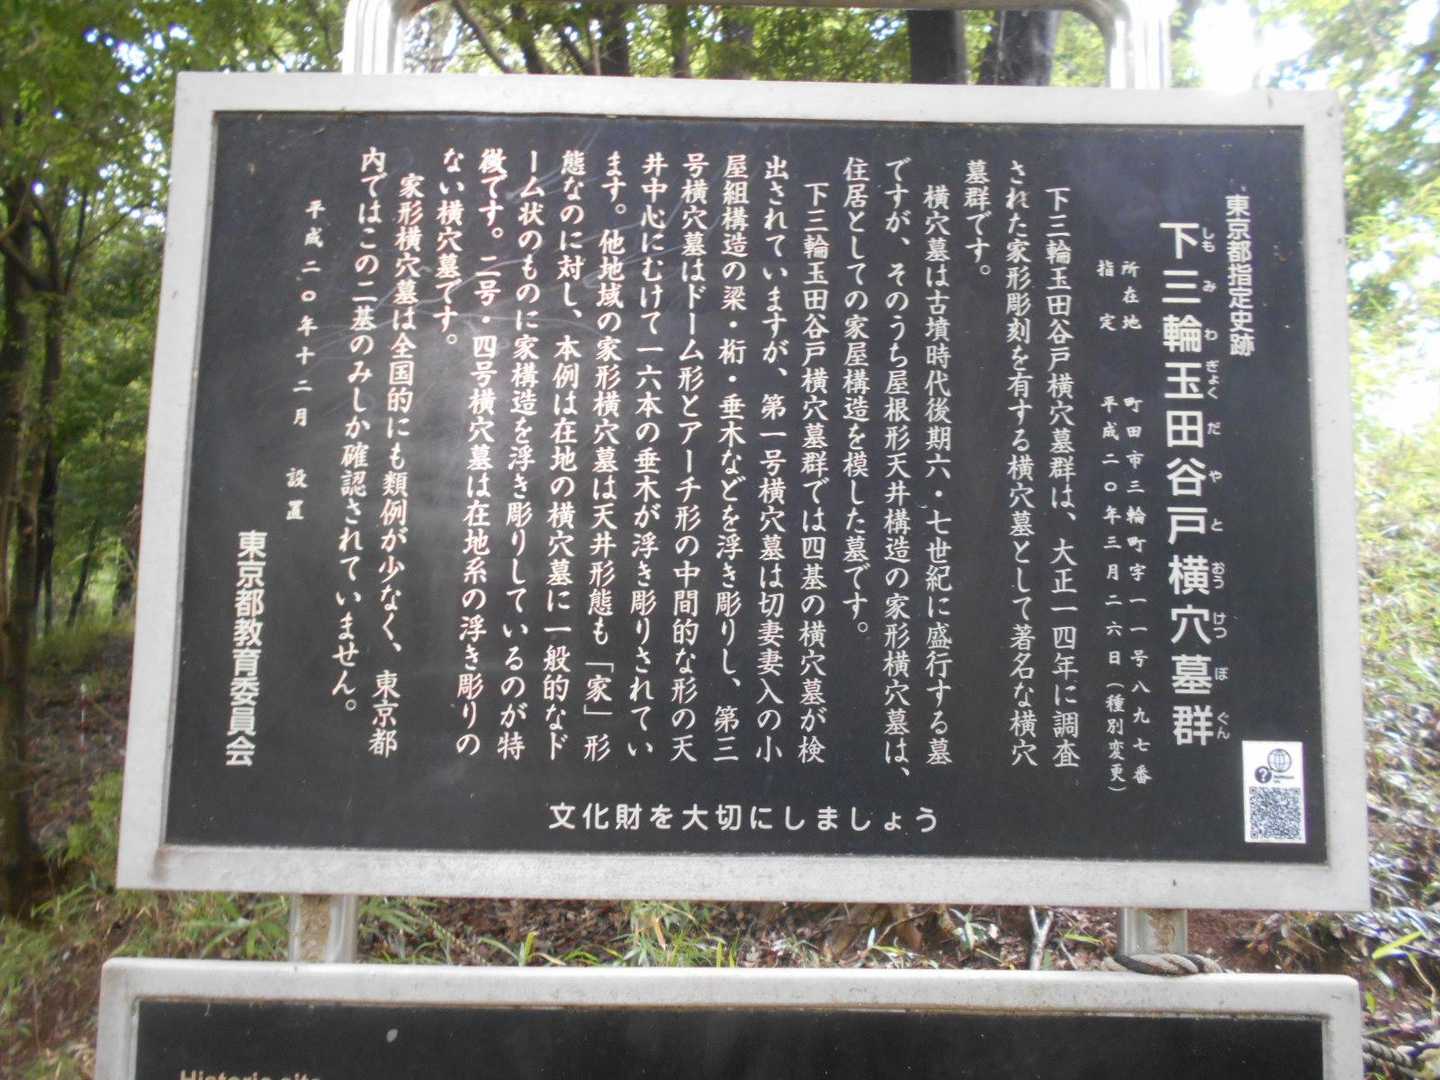 東京都指定史跡
下三輪玉田谷戸横穴墓群
しもみわぎょくだやとおうけつぼぐん
所在地 町田市三輪町字一一号八九七番
指定 平成二〇年三月二六日（種別変更）
下三輪玉田谷戸横穴墓群は、大正一四年に調査
された家形彫刻を有する横穴墓として著名な横穴
墓群です。
横穴墓は古墳時代後期六・七世紀に盛行する墓
ですが、そのうち屋根形天井構造の家形横穴墓は、
住居としての家屋構造を模した墓です。
下三輪玉田谷戸横穴墓群では四基の横穴墓が検
出されていますが、第一号横穴墓は切妻妻入の小
屋組構造の梁・桁・垂木などを浮き彫りし、第三
号横穴墓はドーム形とアーチ形の中間的な形の天
井中心にむけて一六本の垂木が浮き彫りされてい
ます。他地域の家形横穴墓は天井形態も「家」形
態なのに対し、本例は在地の横穴墓に一般的なド
ーム状のものに家構造を浮き彫りしているのが特
徴です。二号・四号横穴墓は在地系の浮き彫りの
ない横穴墓です。
家形横穴墓は全国的にも類例が少なく、東京都
内ではこの二基のみしか確認されていません。
平成二〇年十二月 設置
東京都教育委員会
文化財を大切にしましょう
Historic site